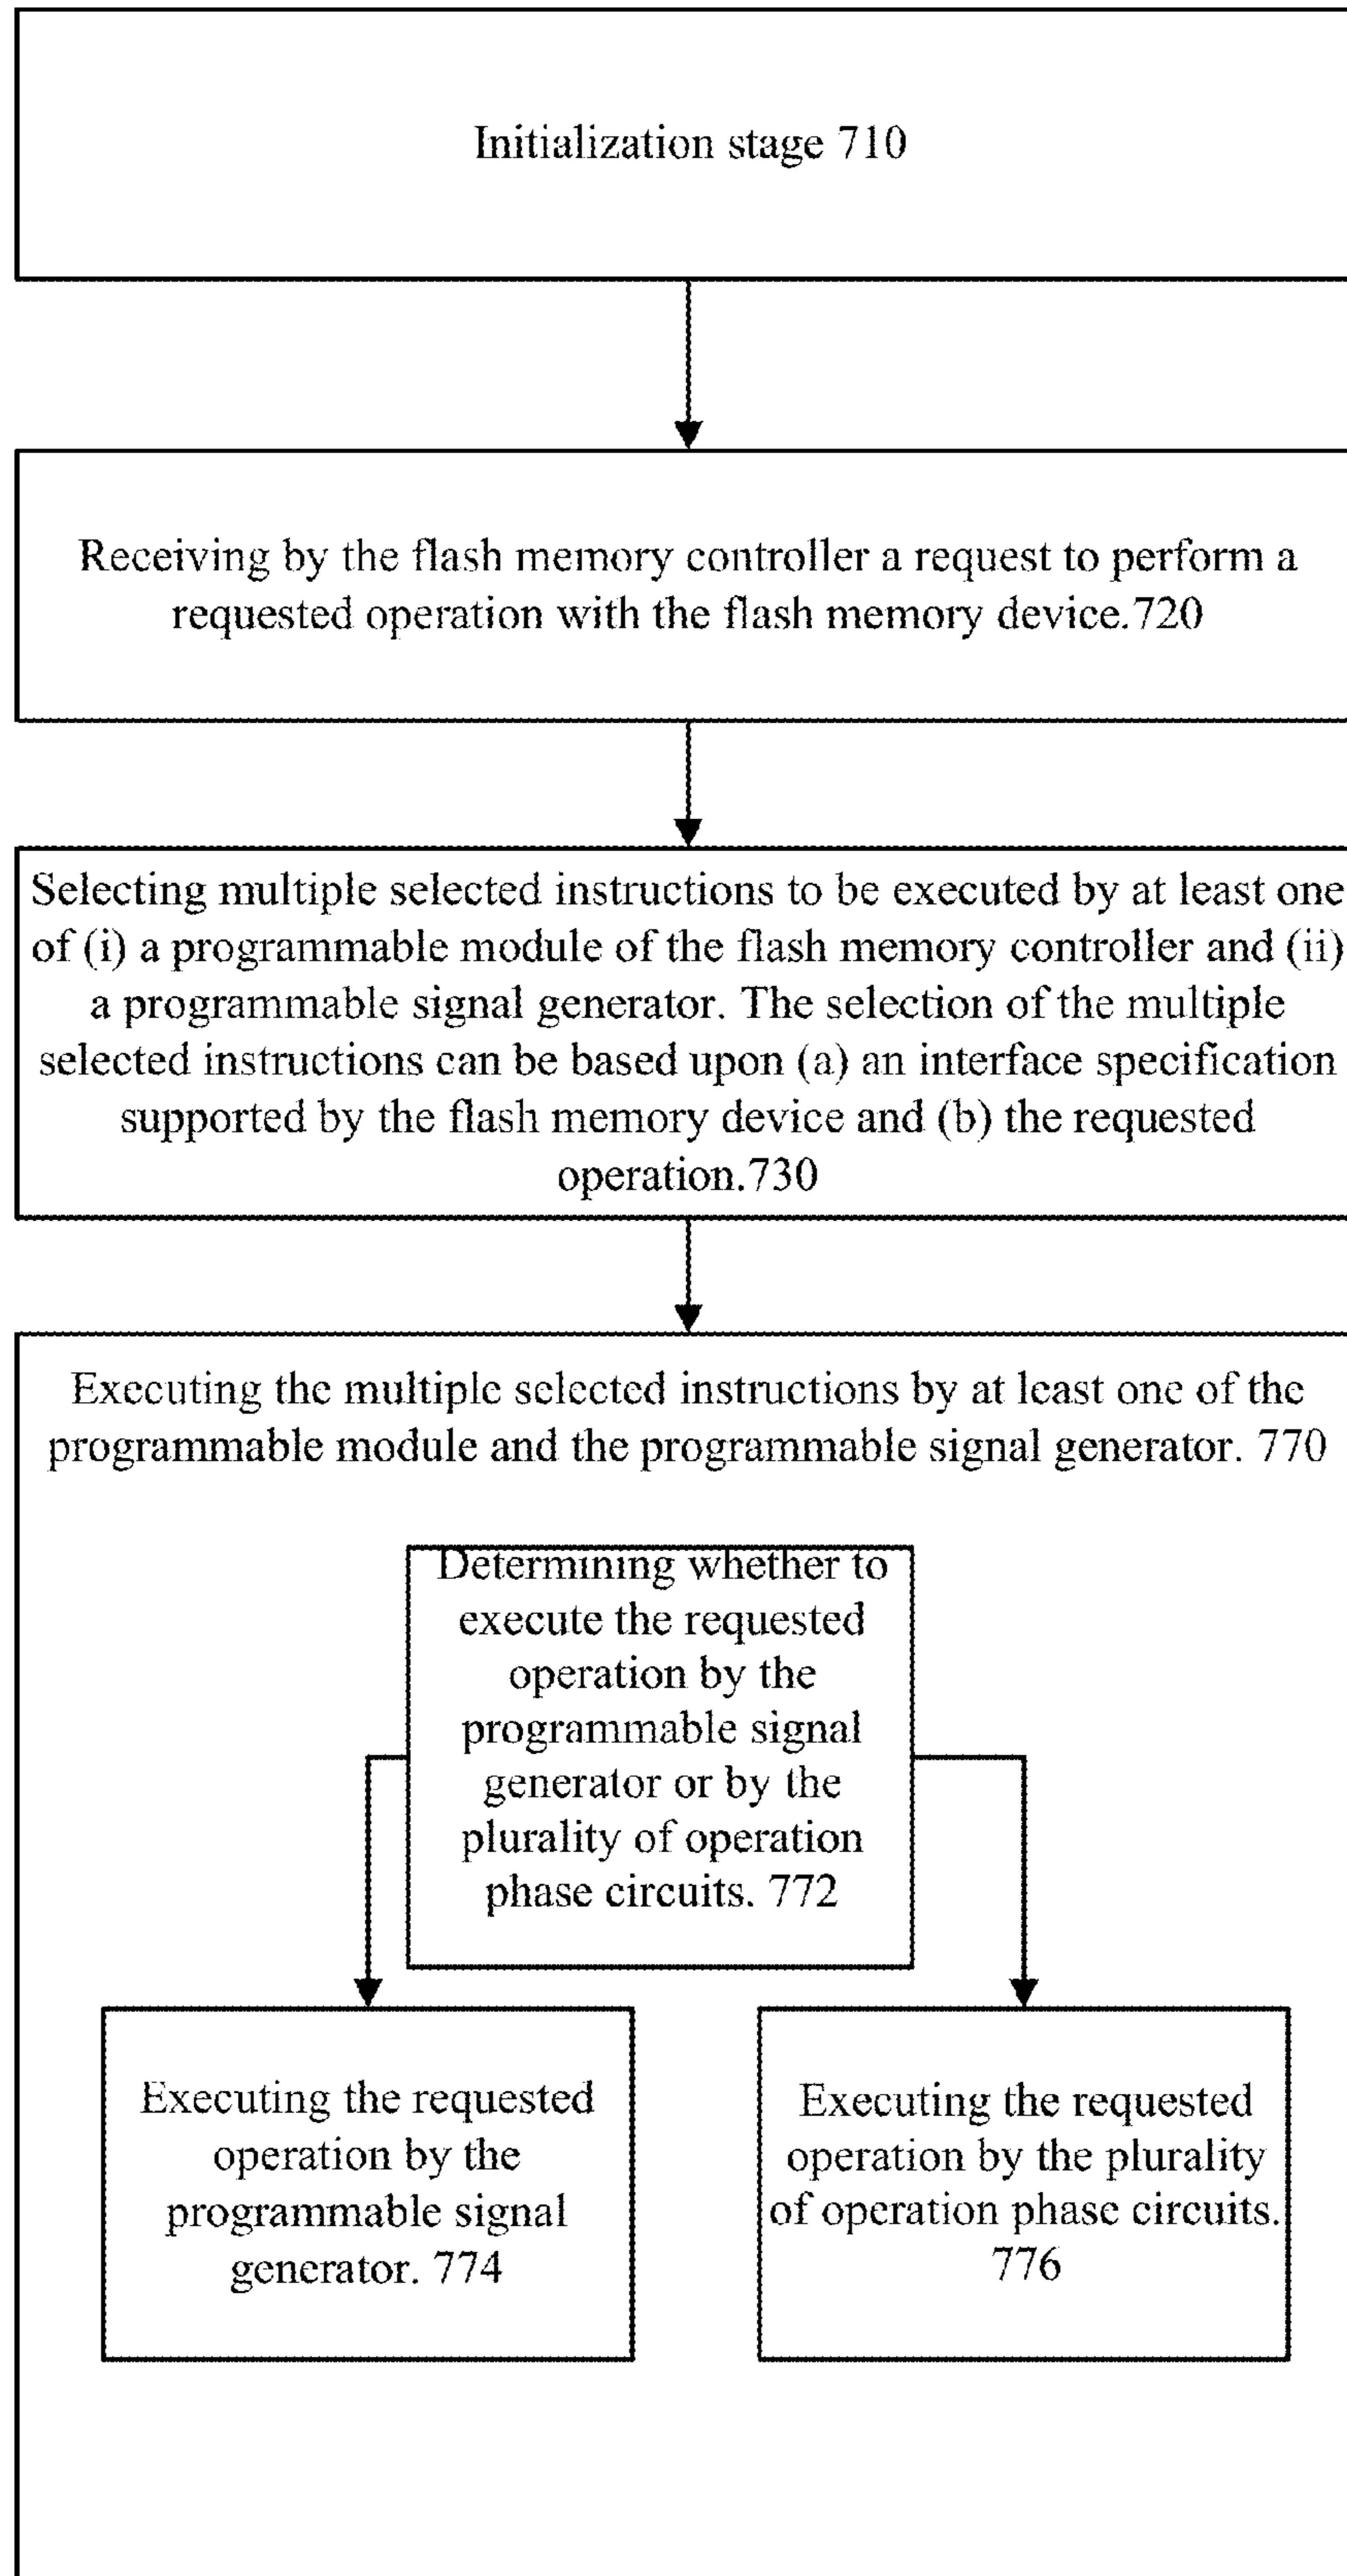 Initialization stage 710
Receiving by the flash memory controller a request to perform a
requested operation with the flash memory device.720
Selecting multiple selected instructions to be executed by at least one
of (i) a programmable module of the flash memory controller and (ii)
a programmable signal generator. The selection of the multiple
selected instructions can be based upon (a) an interface specification
supported by the flash memory device and (b) the requested
operation.730
Executing the multiple selected instructions by at least one of the
programmable module and the programmable signal generator. 770
Determining whether to
execute the requested
operation by the
programmable signal
generator or by the
plurality of operation
phase circuits. 772
Executing the requested
operation by the
programmable signal
generator. 774
Executing the requested
operation by the plurality
of operation phase circuits.
776